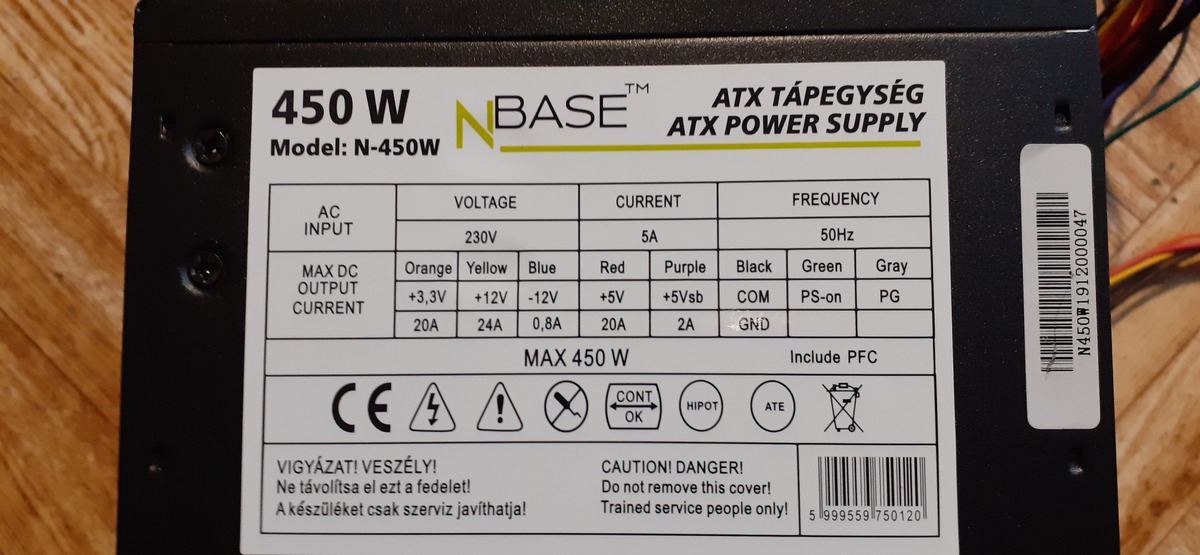 450 W
Model: N-450W
NBASE™
ATX TÁPEGYSÉG
ATX POWER SUPPLY
AC INPUT VOLTAGE CURRENT FREQUENCY
230V 5A 50Hz
MAX DC OUTPUT CURRENT Orange Yellow Blue Red Purple Black Green Gray
+3,3V +12V -12V +5V +5Vsb COM PS-on PG
20A 24A 0,8A 20A 2A GND
MAX 450 W Include PFC
CE CONT OK HIPOT ATE
VIGYÁZAT! VESZÉLY!
Ne távolítsa el ezt a fedelet!
A készüléket csak szerviz javíthatja!
CAUTION! DANGER!
Do not remove this cover!
Trained service people only!
5 999559 750120
N450W1912000047